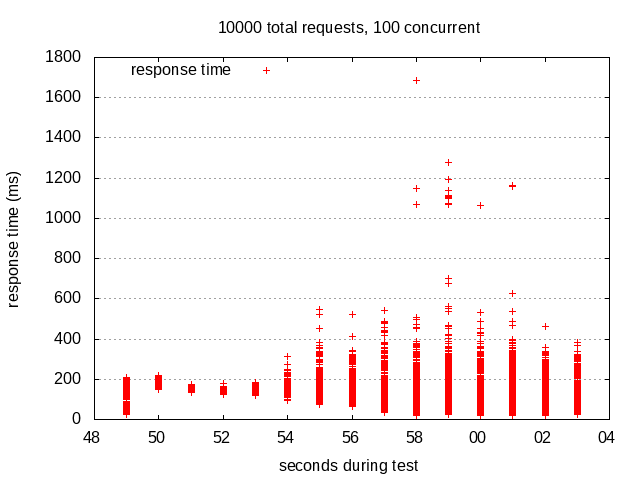 10000 total requests, 100 concurrent
1800
response time
1600
1400
1200
1000
800
600
400
200
0
48 50 52 54 56 58 00 02 04
response time (ms)
seconds during test